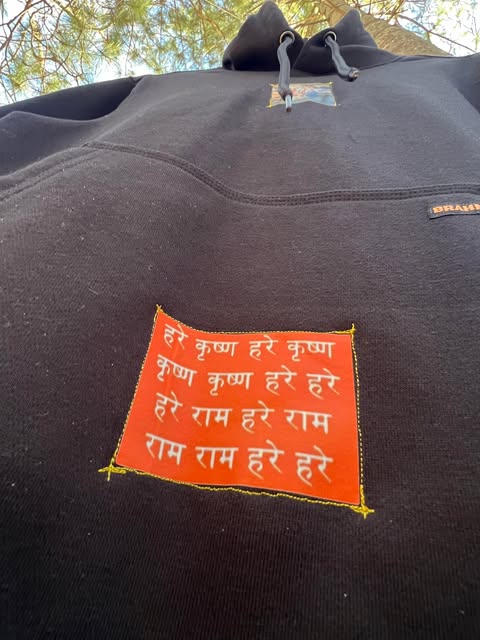 हरे कृष्ण हरे कृष्ण
कृष्ण कृष्ण हरे हरे
हरे राम हरे राम
राम राम हरे हरे